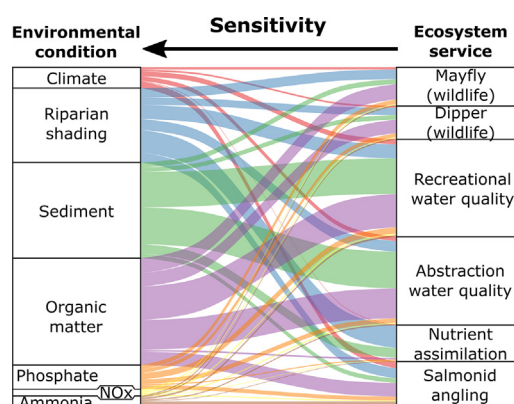 Sensitivity
Environmental
condition
Ecosystem
service
Climate
Riparian
shading
Sediment
Organic
matter
Phosphate
NOx
Ammonia
Mayfly
(wildlife)
Dipper
(wildlife)
Recreational
water quality
Abstraction
water quality
Nutrient
assimilation
Salmonid
angling